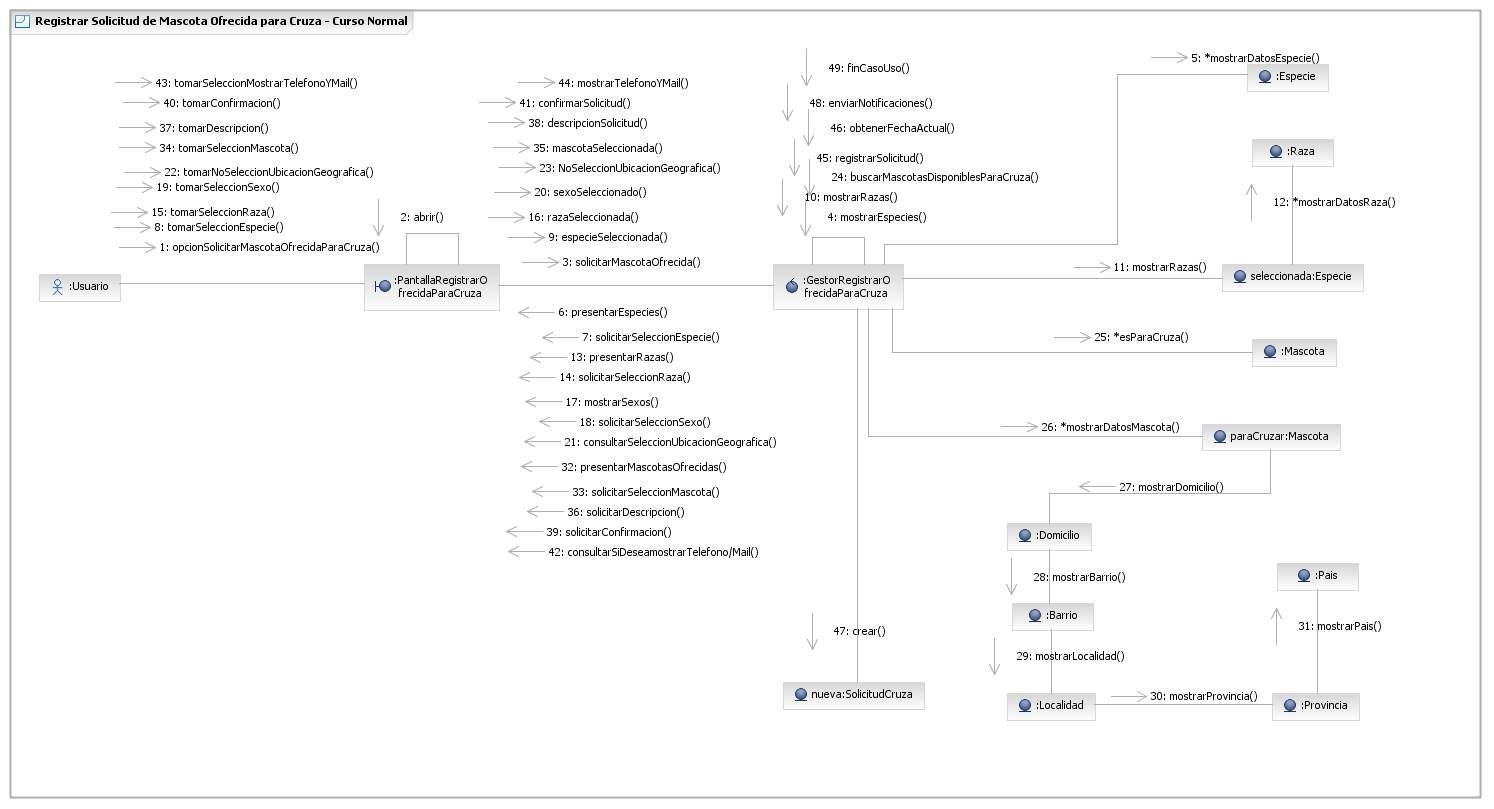 Registrar Solicitud de Mascota Ofrecida para Cruza - Curso Normal
43: tomarSeleccionMostrarTelefonoYMail()
40: tomarConfirmacion()
37: tomarDescripcion()
34: tomarSeleccionMascota()
22: tomarNoSeleccionUbicacionGeografica()
19: tomarSeleccionSexo()
15: tomarSeleccionRaza()
8: tomarSeleccionEspecie()
1: opcionSolicitarMascotaOfrecidaParaCruza()
:Usuario
2: abrir()
:PantallaRegistrarO
frecidaParaCruza
44: mostrarTelefonoYMail()
41: confirmarSolicitud()
38: descripcionSolicitud()
35: mascotaSeleccionada()
23: NoSeleccionUbicacionGeografica()
20: sexoSeleccionado()
16: razaSeleccionada()
9: especieSeleccionada()
3: solicitarMascotaOfrecida()
6: presentarEspecies()
7: solicitarSeleccionEspecie()
13: presentarRazas()
14: solicitarSeleccionRaza()
17: mostrarSexos()
18: solicitarSeleccionSexo()
21: consultarSeleccionUbicacionGeografica()
32: presentarMascotasOfrecidas()
33: solicitarSeleccionMascota()
36: solicitarDescripcion()
39: solicitarConfirmacion()
42: consultarSiDeseamostrarTelefono/Mail()
49: finCasoUso()
48: enviarNotificaciones()
46: obtenerFechaActual()
45: registrarSolicitud()
24: buscarMascotasDisponiblesParaCruza()
10: mostrarRazas()
4: mostrarEspecies()
:GestorRegistrarO
frecidaParaCruza
5: *mostrarDatosEspecie()
:Especie
:Raza
12: *mostrarDatosRaza()
11: mostrarRazas()
seleccionada:Especie
25: *esParaCruza()
:Mascota
26: *mostrarDatosMascota()
paraCruzar:Mascota
27: mostrarDomicilio()
:Domicilio
28: mostrarBarrio()
:Barrio
29: mostrarLocalidad()
:Localidad
30: mostrarProvincia()
:Provincia
31: mostrarPais()
:Pais
47: crear()
nueva:SolicitudCruza